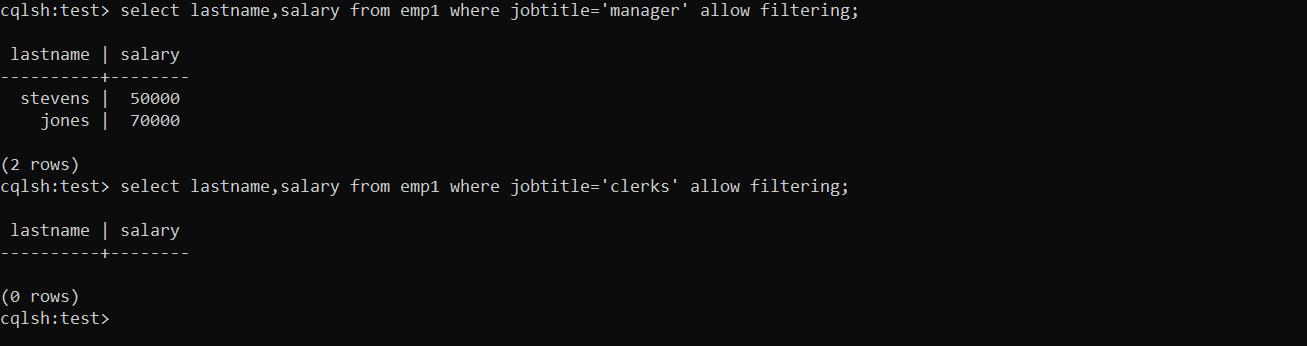 cqlsh:test> select lastname,salary from emp1 where jobtitle='manager' allow filtering;
 lastname | salary
----------+--------
  stevens |  50000
    jones |  70000
(2 rows)
cqlsh:test> select lastname,salary from emp1 where jobtitle='clerks' allow filtering;
 lastname | salary
----------+--------
(0 rows)
cqlsh:test>